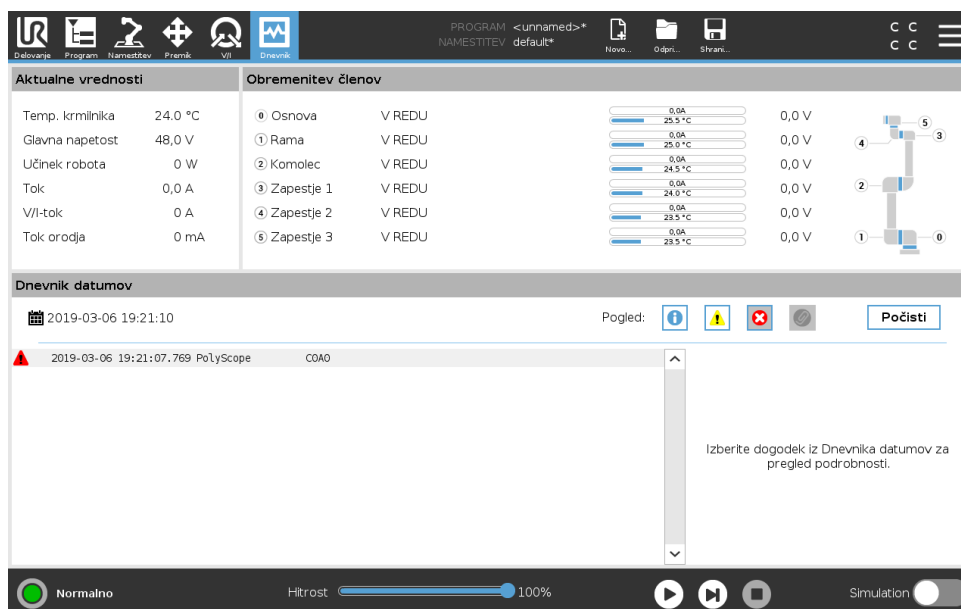 PROGRAM <unnamed>*
NAMESTITEV default*
Delovanje Program Namestitev Premik V/I Dnevnik Novo... Odpri... Shrani...
C C
C C
Aktualne vrednosti
Temp. krmilnika 24.0 °C
Glavna napetost 48,0 V
Učinek robota 0 W
Tok 0,0 A
V/I-tok 0 A
Tok orodja 0 mA
Obremenitev členov
0 Osnova V REDU 0,0A 25.5 °C 0,0 V
1 Rama V REDU 0,0A 25.0 °C 0,0 V
2 Komolec V REDU 0,0A 24.5 °C 0,0 V
3 Zapestje 1 V REDU 0,0A 24.0 °C 0,0 V
4 Zapestje 2 V REDU 0,0A 23.5 °C 0,0 V
5 Zapestje 3 V REDU 0,0A 23.5 °C 0,0 V
5
4 3
2
1 0
Dnevnik datumov
2019-03-06 19:21:10 Pogled: Počisti
2019-03-06 19:21:07.769 PolyScope C0A0
Izberite dogodek iz Dnevnika datumov za
pregled podrobnosti.
Normalno Hitrost 100% Simulation